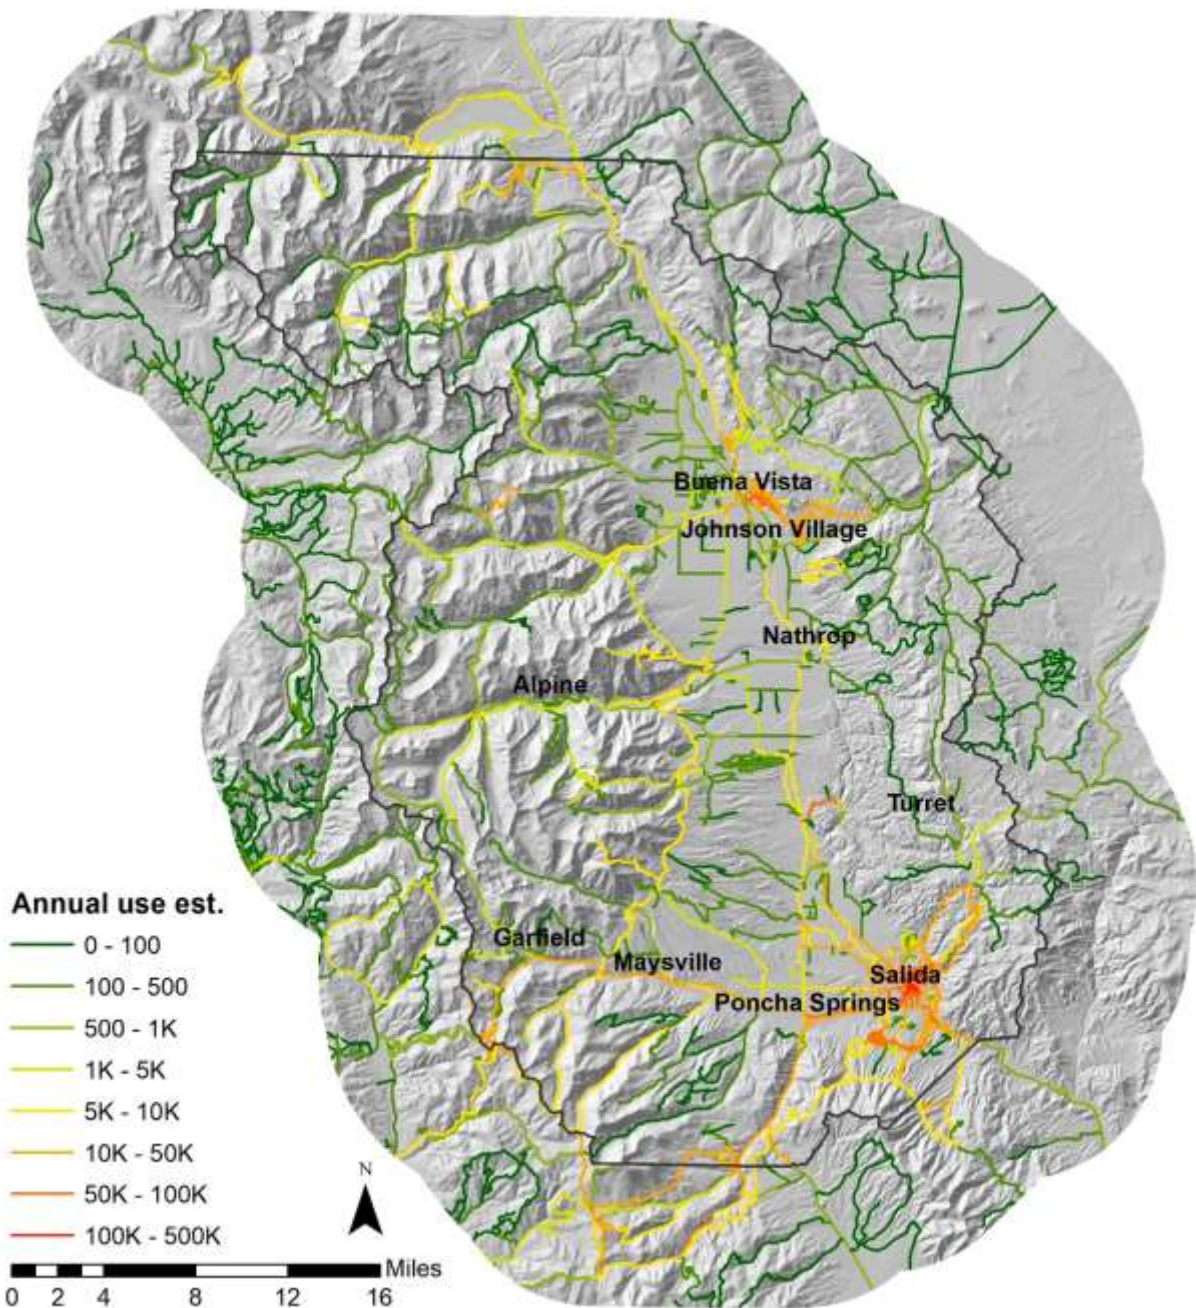 Buena Vista
Johnson Village
Nathrop
Alpine
Turret
Garfield
Maysville
Salida
Poncha Springs
Annual use est.
0 - 100
100 - 500
500 - 1K
1K - 5K
5K - 10K
10K - 50K
50K - 100K
100K - 500K
N
Miles
0 2 4 8 12 16